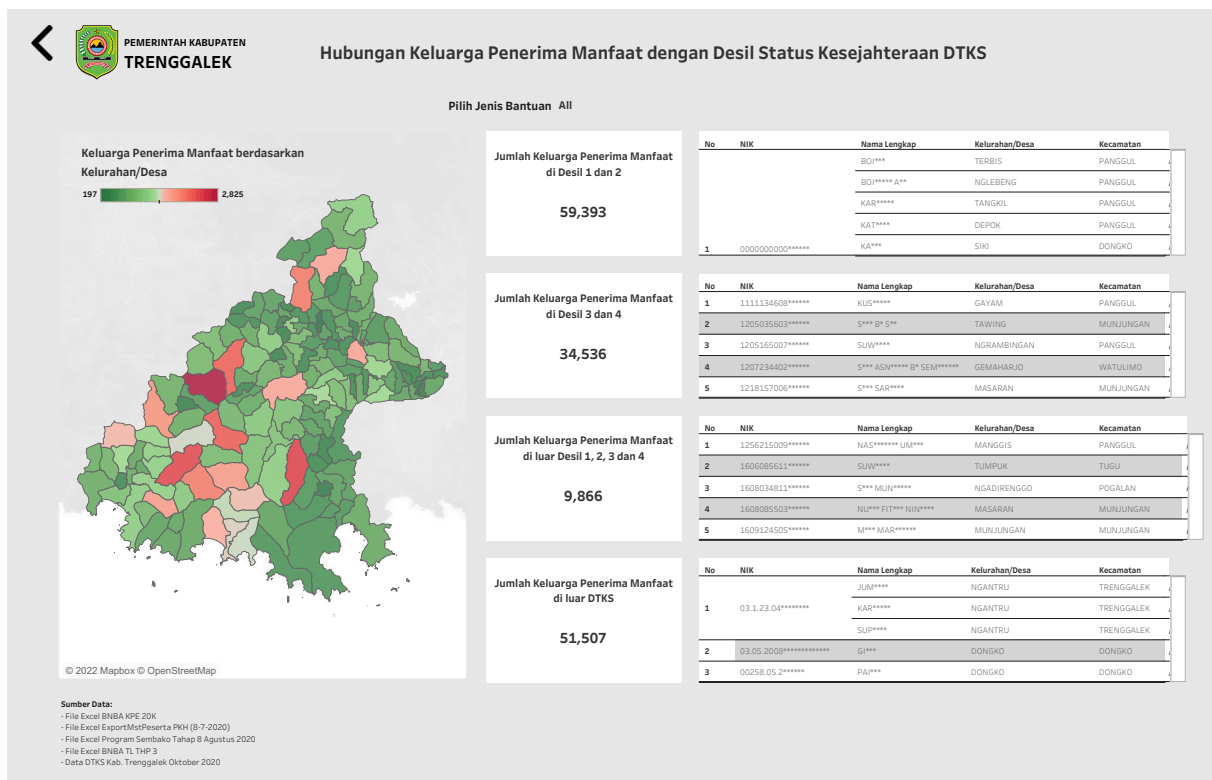 PEMERINTAH KABUPATEN
TRENGGALEK
Hubungan Keluarga Penerima Manfaat dengan Desil Status Kesejahteraan DTKS
Pilih Jenis Bantuan All
Keluarga Penerima Manfaat berdasarkan
Kelurahan/Desa
197 2,825
© 2022 Mapbox © OpenStreetMap
Jumlah Keluarga Penerima Manfaat
di Desil 1 dan 2
59,393
No NIK Nama Lengkap Kelurahan/Desa Kecamatan
BOI*** TERBIS PANGGUL
BOI***** A** NGLEBENG PANGGUL
KAR***** TANGKIL PANGGUL
KAT**** DEPOK PANGGUL
1 0000000000****** KA*** SIKI DONGKO
Jumlah Keluarga Penerima Manfaat
di Desil 3 dan 4
34,536
No NIK Nama Lengkap Kelurahan/Desa Kecamatan
1 1111134608****** KUS***** GAYAM PANGGUL
2 1205035603****** S*** B* S** TAWING MUNJUNGAN
3 1205165007****** SUW**** NGRAMBINGAN PANGGUL
4 1207234402****** S*** ASN***** B* SEM****** GEMAHARJO WATULIMO
5 1218157006****** S*** SAR**** MASARAN MUNJUNGAN
Jumlah Keluarga Penerima Manfaat
di luar Desil 1, 2, 3 dan 4
9,866
No NIK Nama Lengkap Kelurahan/Desa Kecamatan
1 1256215009****** NAS******* UM*** MANGGIS PANGGUL
2 1606085611****** SUW**** TUMPUK TUGU
3 1608034811****** S*** MUN***** NGADIRENGGO POGALAN
4 1608085503****** NU*** FIT*** NIN**** MASARAN MUNJUNGAN
5 1609124505****** M*** MAR****** MUNJUNGAN MUNJUNGAN
Jumlah Keluarga Penerima Manfaat
di luar DTKS
51,507
No NIK Nama Lengkap Kelurahan/Desa Kecamatan
JUM**** NGANTRU TRENGGALEK
1 03.1.23.04******** KAR***** NGANTRU TRENGGALEK
SUP**** NGANTRU TRENGGALEK
2 03.05.2008************* GI*** DONGKO DONGKO
3 00258.05.2****** PAI*** DONGKO DONGKO
Sumber Data:
- File Excel BNBA KPE 20K
- File Excel ExportMstPeserta PKH (8-7-2020)
- File Excel Program Sembako Tahap 8 Agustus 2020
- File Excel BNBA TL THP 3
- Data DTKS Kab. Trenggalek Oktober 2020